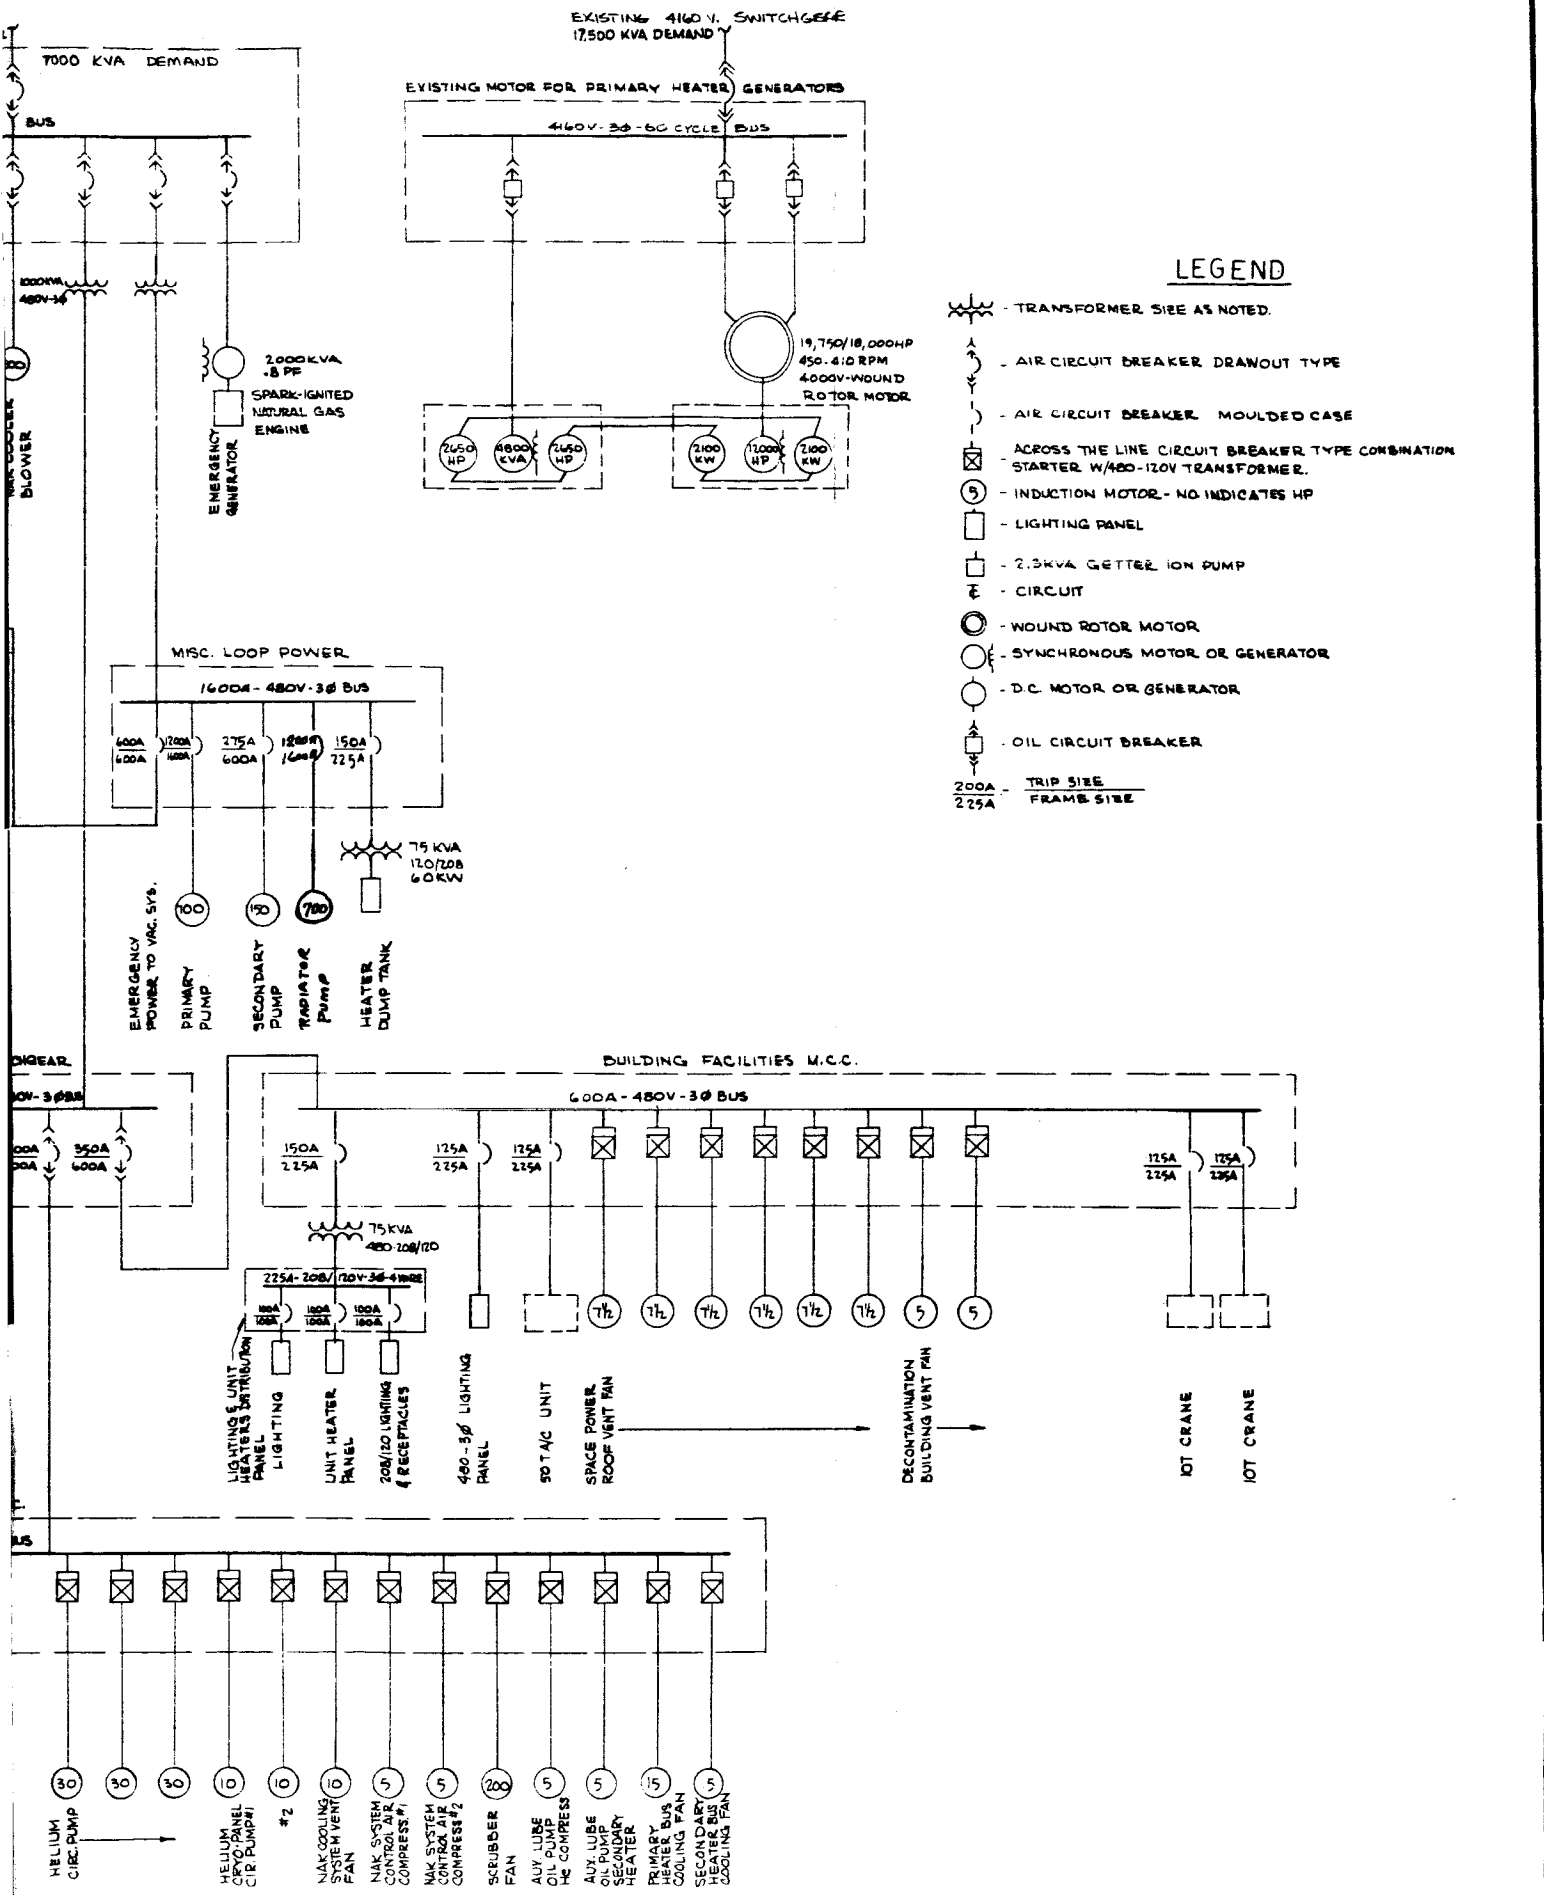 EXISTING 4160 V. SWITCHGEAR
17,500 KVA DEMAND
7000 KVA DEMAND
BUS
EXISTING MOTOR FOR PRIMARY HEATER GENERATORS
4160V-3Ø-60 CYCLE BUS
1000KVA
480V-3Ø
BLOWER
2000KVA
.8 PF
SPARK-IGNITED
NATURAL GAS
ENGINE
EMERGENCY
GENERATOR
19,750/18,000HP
450-410 RPM
4000V-WOUND
ROTOR MOTOR
2650
HP
4800
KVA
2650
HP
2100
KW
12000
HP
2100
KW
LEGEND
- TRANSFORMER SIZE AS NOTED.
- AIR CIRCUIT BREAKER DRAWOUT TYPE
- AIR CIRCUIT BREAKER MOULDED CASE
ACROSS THE LINE CIRCUIT BREAKER TYPE COMBINATION
STARTER W/480-120V TRANSFORMER.
5 - INDUCTION MOTOR - NO. INDICATES HP
- LIGHTING PANEL
- 2.3KVA GETTER ION PUMP
- CIRCUIT
- WOUND ROTOR MOTOR
- SYNCHRONOUS MOTOR OR GENERATOR
- D.C. MOTOR OR GENERATOR
- OIL CIRCUIT BREAKER
200A - TRIP SIZE
225A FRAME SIZE
MISC. LOOP POWER
1600A-480V-3Ø BUS
600A
600A
1200A
1600A
275A
600A
1200A
1600A
150A
225A
75 KVA
120/208
60KW
700
150
700
EMERGENCY
POWER TO VAC. SYS.
PRIMARY
PUMP
SECONDARY
PUMP
RADIATOR
PUMP
HEATER
DUMP TANK
BUILDING FACILITIES M.C.C.
600A-480V-3Ø BUS
350A
600A
150A
225A
125A
225A
125A
225A
125A
225A
125A
225A
75KVA
480-208/120
225A-208/120V-3Ø-4WIRE
100A
100A
100A
100A
100A
100A
7½
7½
7½
7½
7½
7½
5
5
LIGHTING & UNIT
HEATERS DISTRIBUTION
PANEL
LIGHTING
UNIT HEATER
PANEL
208/120 LIGHTING
& RECEPTACLES
480-3Ø LIGHTING
PANEL
50 T A/C UNIT
SPACE POWER
ROOF VENT FAN
DECONTAMINATION
BUILDING VENT FAN
10T CRANE
10T CRANE
30
30
30
10
10
10
5
5
200
5
5
15
5
HELIUM
CIRC. PUMP
HELIUM
CRYO-PANEL
CIR. PUMP#1
#2
NAK COOLING
SYSTEM VENT
FAN
NAK SYSTEM
CONTROL AIR
COMPRESS.#1
NAK SYSTEM
CONTROL AIR
COMPRESS#2
SCRUBBER
FAN
AUX. LUBE
OIL PUMP
He COMPRESS
AUX. LUBE
OIL PUMP
SECONDARY
HEATER
PRIMARY
HEATER BUS
COOLING FAN
SECONDARY
HEATER BUS
COOLING FAN